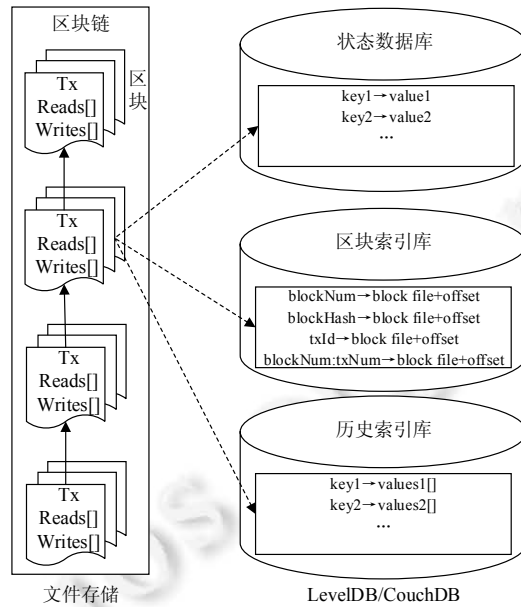 区块链
区块
Tx
Reads[]
Writes[]
Tx
Reads[]
Writes[]
Tx
Reads[]
Writes[]
Tx
Reads[]
Writes[]
文件存储
状态数据库
key1→value1
key2→value2
...
区块索引库
blockNum→block file+offset
blockHash→block file+offset
txId→block file+offset
blockNum:txNum→block file+offset
历史索引库
key1→values1[]
key2→values2[]
...
LevelDB/CouchDB